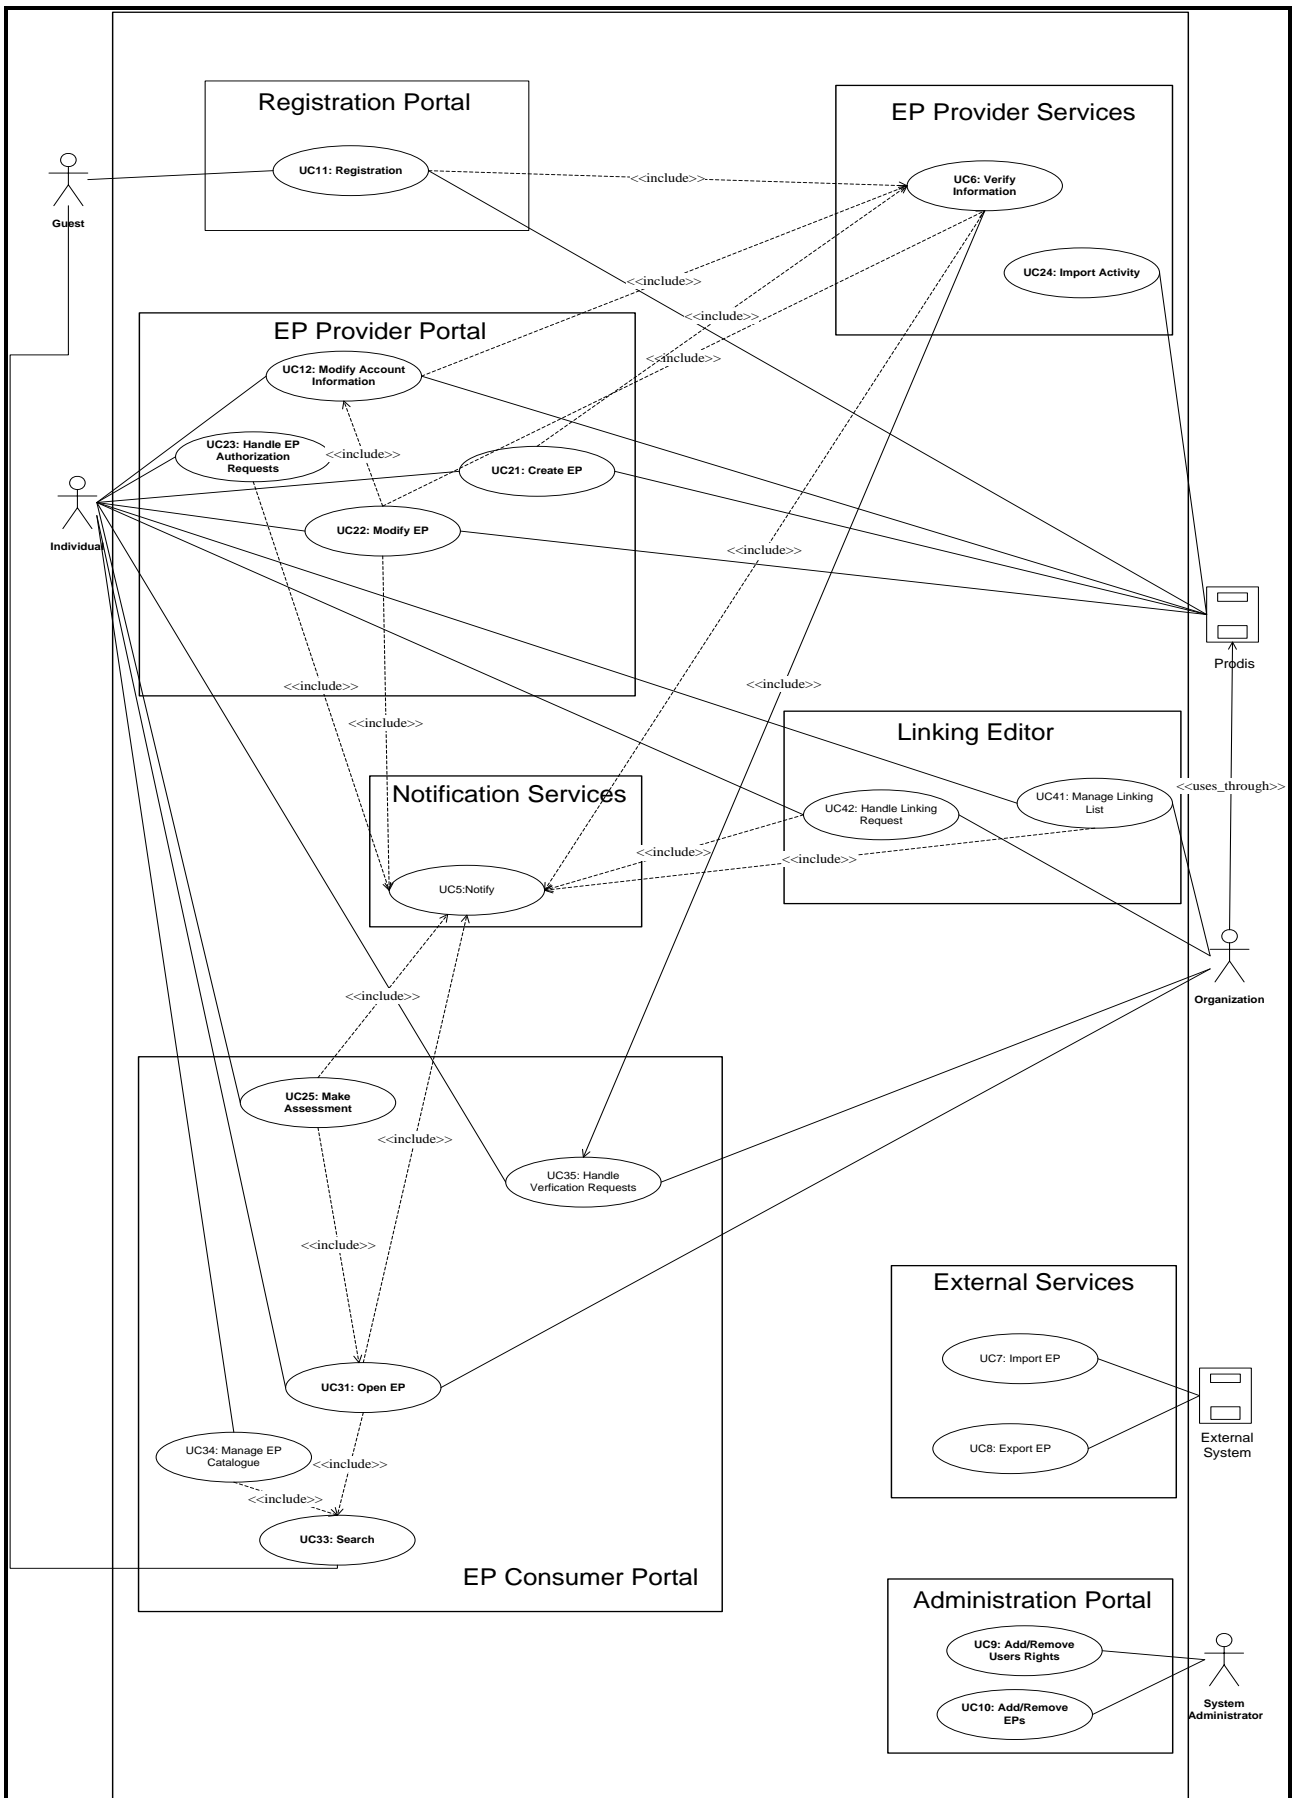 Registration Portal
EP Provider Services
UC11: Registration
<<include>>
UC6: Verify
Information
Guest
UC24: Import Activity
<<include>>
<<include>>
EP Provider Portal
<<include>>
UC12: Modify Account
Information
UC23: Handle EP
Authorization
Requests
<<include>>
UC21: Create EP
UC22: Modify EP
Individual
<<include>>
Prodis
<<include>>
<<include>>
<<include>>
Linking Editor
<<uses_through>>
Notification Services
UC42: Handle Linking
Request
UC41: Manage Linking
List
<<include>>
<<include>>
UC5:Notify
<<include>>
Organization
UC25: Make
Assessment
<<include>>
UC35: Handle
Verfication Requests
<<include>>
External Services
UC7: Import EP
UC31: Open EP
External
System
UC34: Manage EP
Catalogue
<<include>>
UC8: Export EP
<<include>>
UC33: Search
EP Consumer Portal
Administration Portal
UC9: Add/Remove
Users Rights
UC10: Add/Remove
EPs
System
Administrator